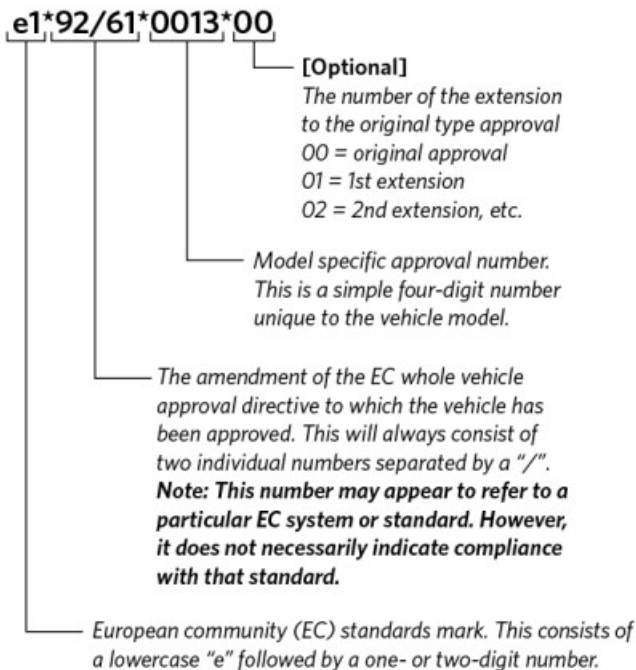 e1*92/61*0013*00
[Optional]
The number of the extension
to the original type approval
00 = original approval
01 = 1st extension
02 = 2nd extension, etc.
Model specific approval number.
This is a simple four-digit number
unique to the vehicle model.
The amendment of the EC whole vehicle
approval directive to which the vehicle has
been approved. This will always consist of
two individual numbers separated by a “/”.
Note: This number may appear to refer to a
particular EC system or standard. However,
it does not necessarily indicate compliance
with that standard.
European community (EC) standards mark. This consists of
a lowercase “e” followed by a one- or two-digit number.